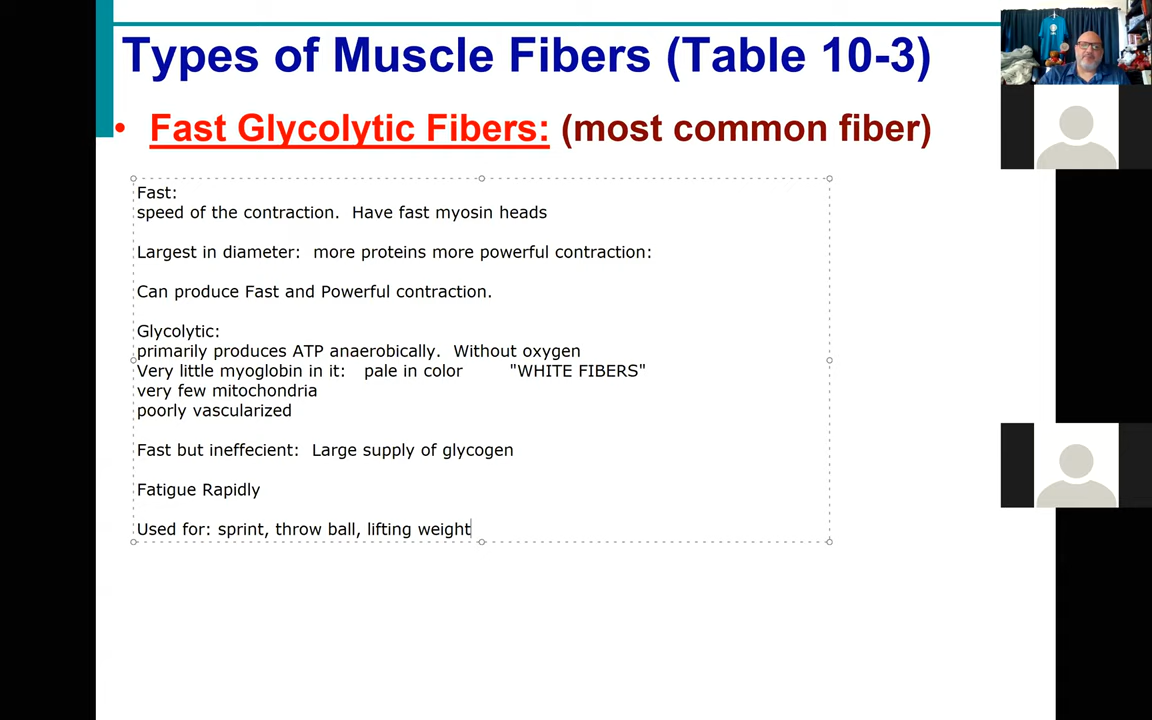 Types of Muscle Fibers (Table 10-3)
• Fast Glycolytic Fibers: (most common fiber)
Fast:
speed of the contraction. Have fast myosin heads
Largest in diameter: more proteins more powerful contraction:
Can produce Fast and Powerful contraction.
Glycolytic:
primarily produces ATP anaerobically. Without oxygen
Very little myoglobin in it: pale in color "WHITE FIBERS"
very few mitochondria
poorly vascularized
Fast but ineffecient: Large supply of glycogen
Fatigue Rapidly
Used for: sprint, throw ball, lifting weight